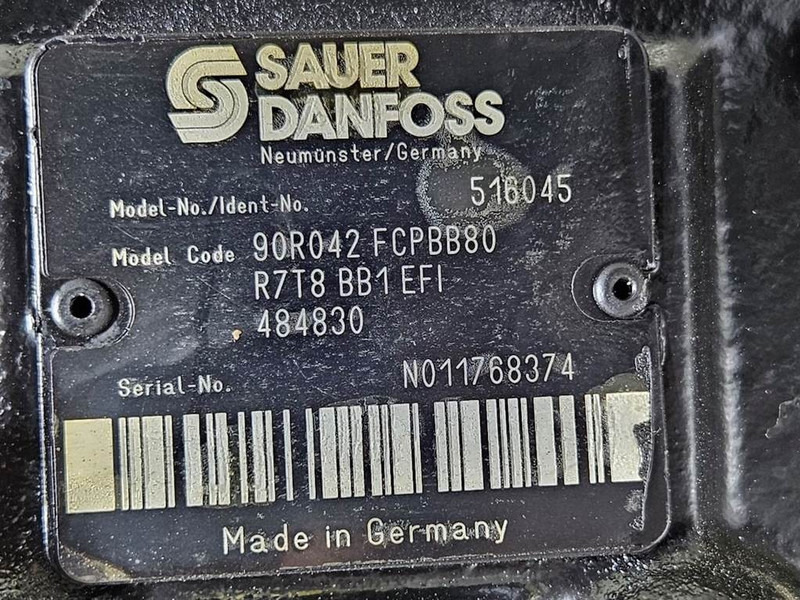 SAUER
DANFOSS
Neumünster/Germany
Model-No./Ident-No. 516045
Model Code 90R042 FCPBB80
R7T8 BB1 EFI
484830
Serial-No. N011768374
Made in Germany